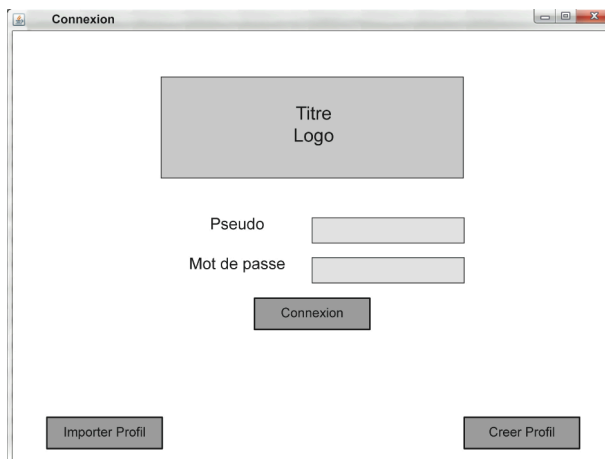 Connexion
Titre
Logo
Pseudo
Mot de passe
Connexion
Importer Profil
Creer Profil